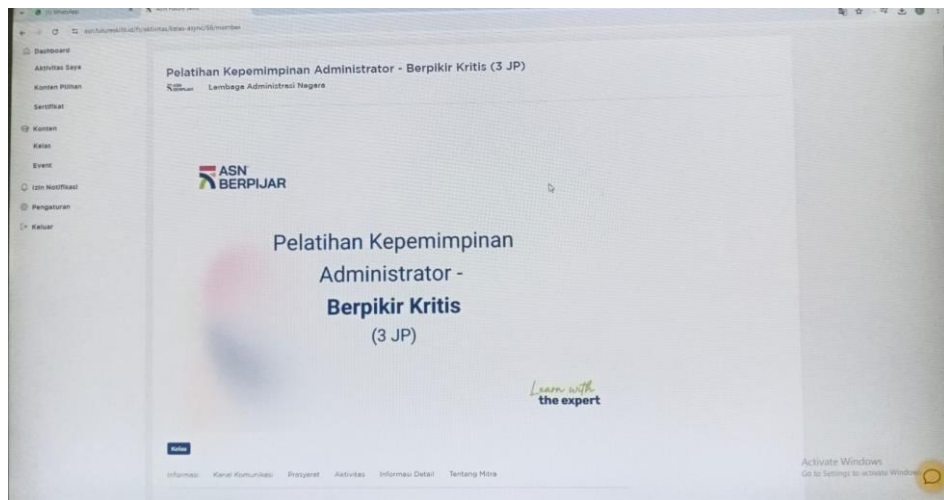 WhatsApp
Dashboard
Aktivitas Saya
Konten Pilihan
Sertifikat
Konten
Kelas
Event
Izin Notifikasi
Pengaturan
Keluar
Pelatihan Kepemimpinan Administrator - Berpikir Kritis (3 JP)
Lembaga Administrasi Negara
ASN
BERPIJAR
Pelatihan Kepemimpinan
Administrator -
Berpikir Kritis
(3 JP)
Learn with
the expert
Kelas
Informasi Kanal Komunikasi Prasyarat Aktivitas Informasi Detail Tentang Mitra
Activate Windows
Go to Settings to activate Windows